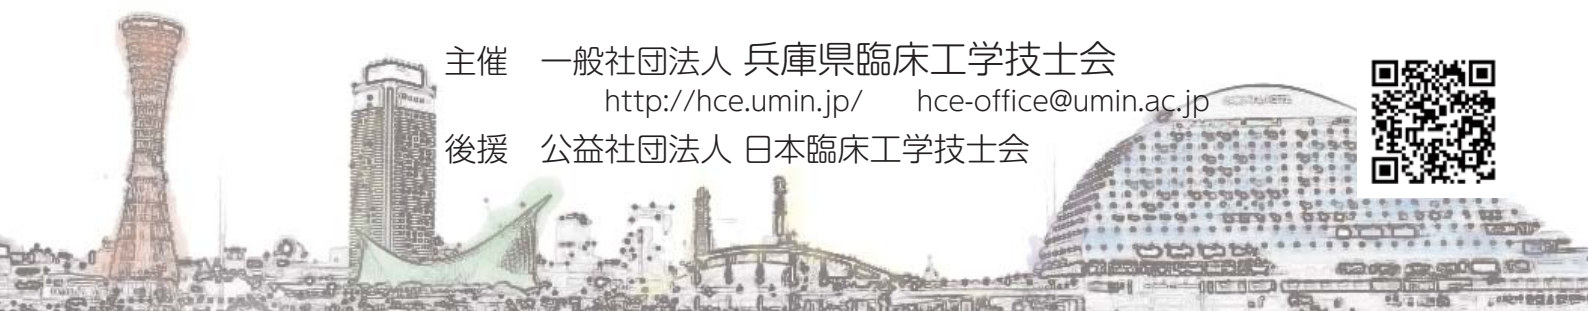 主催　一般社団法人 兵庫県臨床工学技士会
http://hce.umin.jp/　hce-office@umin.ac.jp
後援　公益社団法人 日本臨床工学技士会